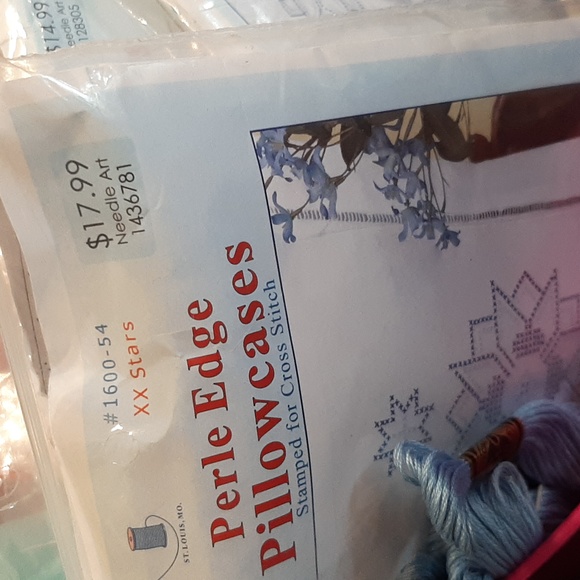 $14.99
128305
$17.99
Needle Art
1436781
#1600-54
XX Stars
Perle Edge
Pillowcases
Stamped for Cross Stitch
ST. LOUIS, MO.